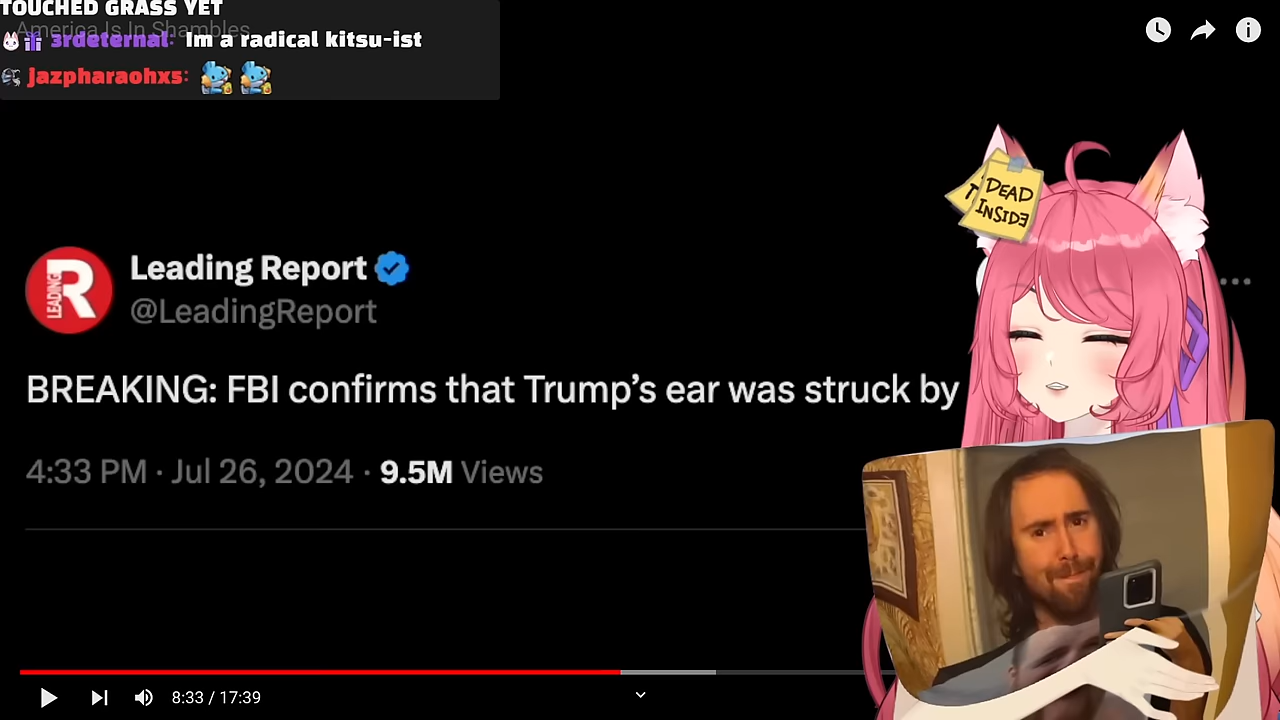 TOUCHED GRASS YET
America Is In Shambles
3rdeternal: Im a radical kitsu-ist
jazpharaohxs:
DEAD
INSIDE
LEADING R
Leading Report
@LeadingReport
BREAKING: FBI confirms that Trump’s ear was struck by
4:33 PM · Jul 26, 2024 · 9.5M Views
8:33 / 17:39